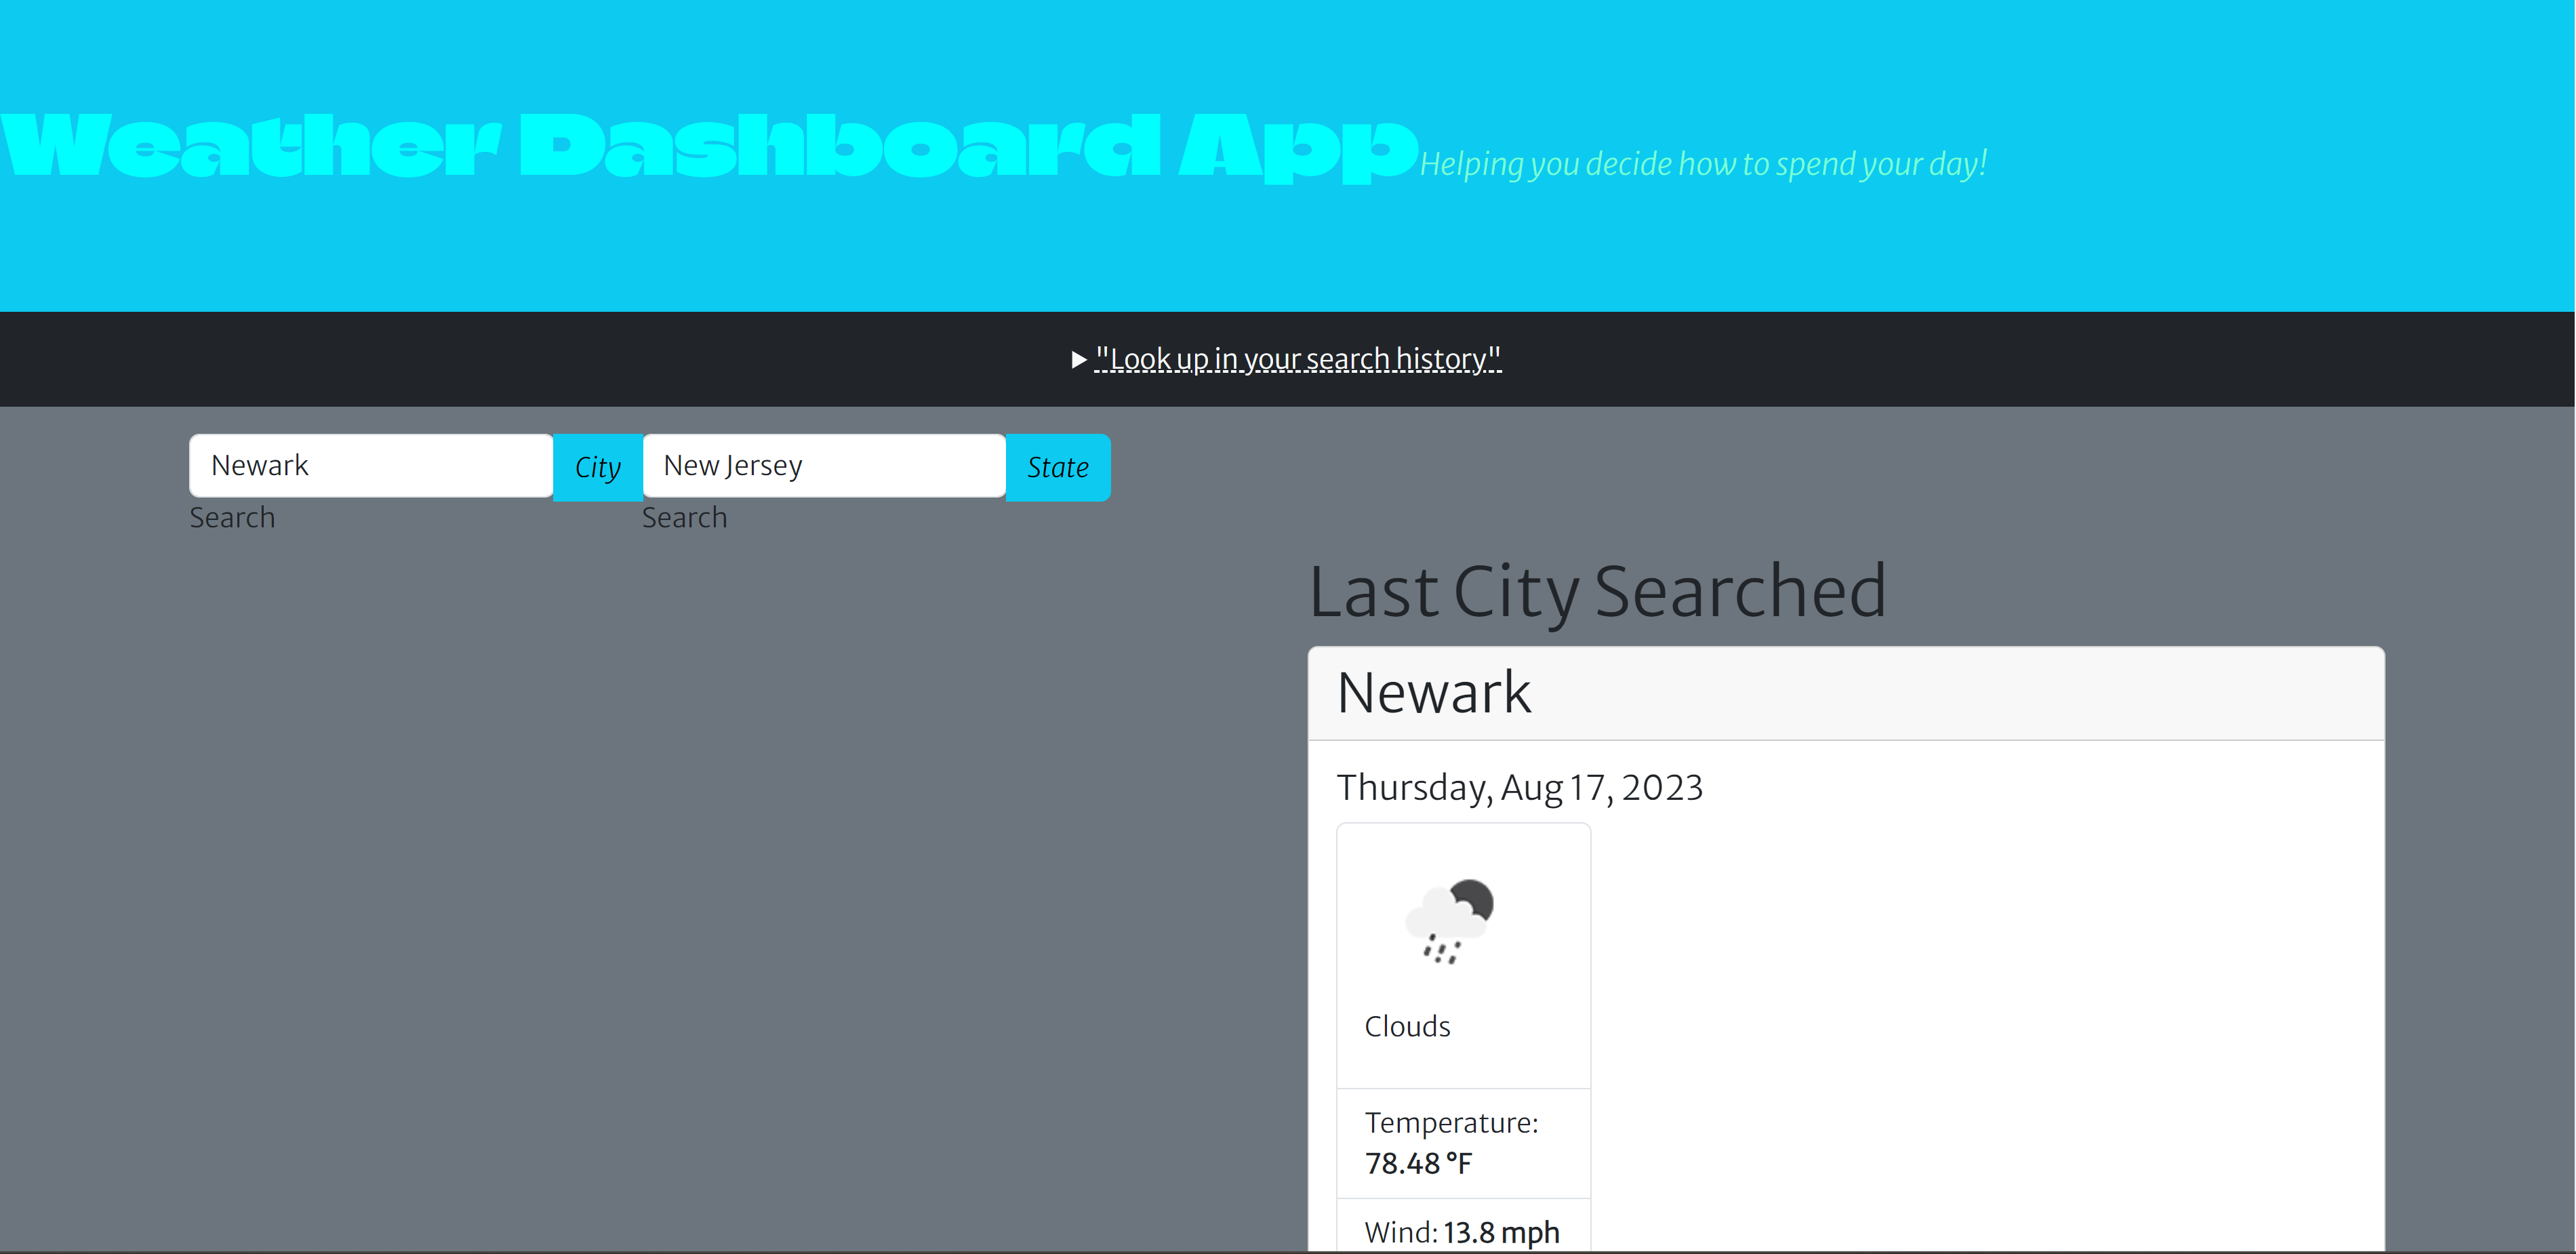 Weather Dashboard App Helping you decide how to spend your day!
"Look up in your search history"
Newark City New Jersey State
Search Search
Last City Searched
Newark
Thursday, Aug 17, 2023
Clouds
Temperature:
78.48 °F
Wind: 13.8 mph